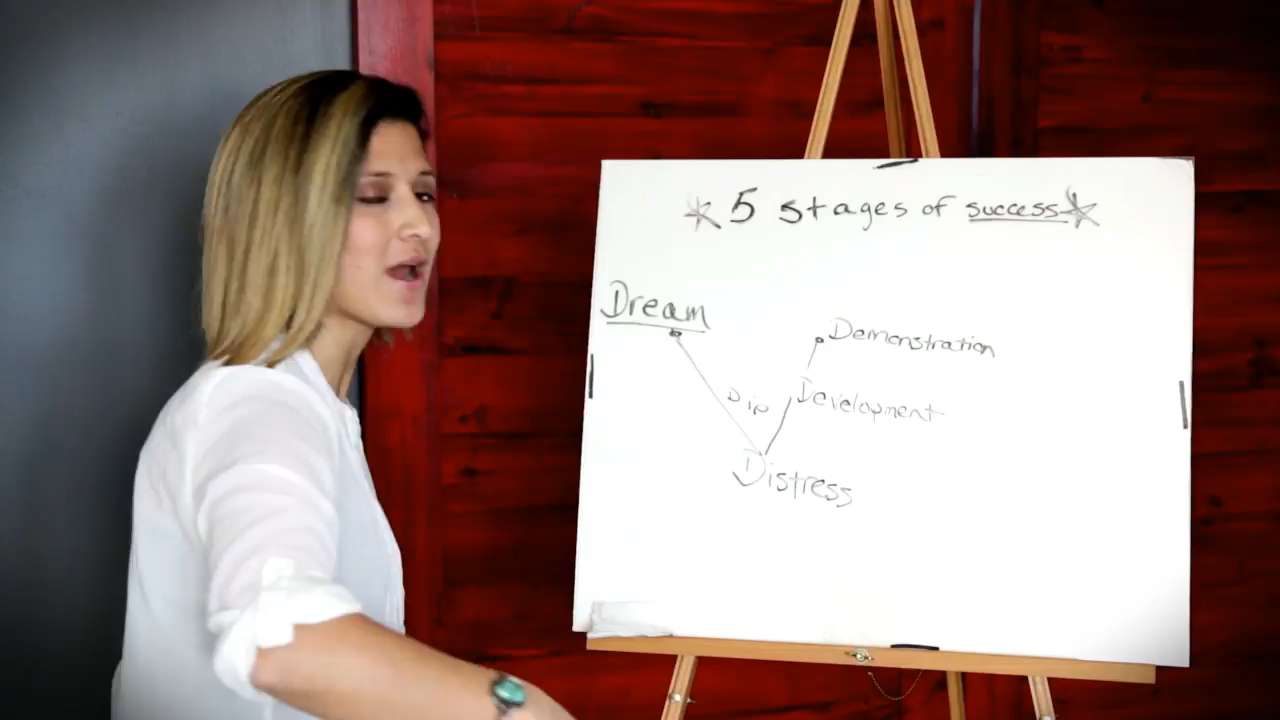 5 stages of success
Dream
Demonstration
Dip
Development
Distress